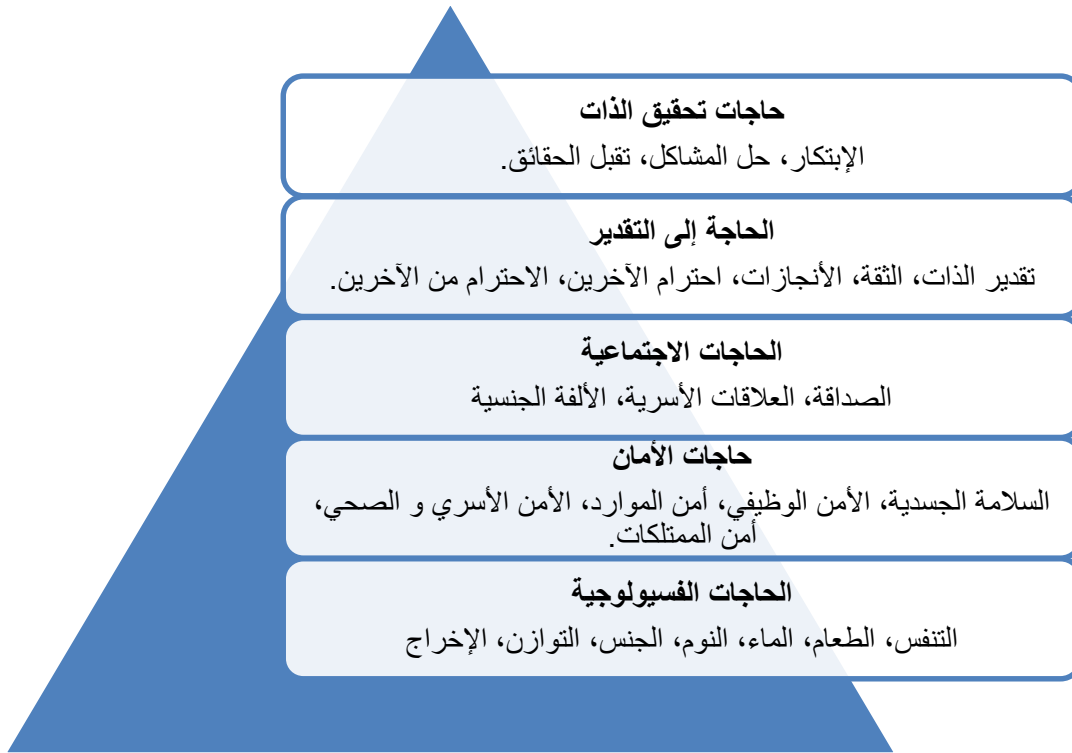 حاجات تحقيق الذات
الإبتكار، حل المشاكل، تقبل الحقائق.
الحاجة إلى التقدير
تقدير الذات، الثقة، الأنجازات، احترام الآخرين، الاحترام من الآخرين.
الحاجات الاجتماعية
الصداقة، العلاقات الأسرية، الألفة الجنسية
حاجات الأمان
السلامة الجسدية، الأمن الوظيفي، أمن الموارد، الأمن الأسري و الصحي،
أمن الممتلكات.
الحاجات الفسيولوجية
التنفس، الطعام، الماء، النوم، الجنس، التوازن، الإخراج